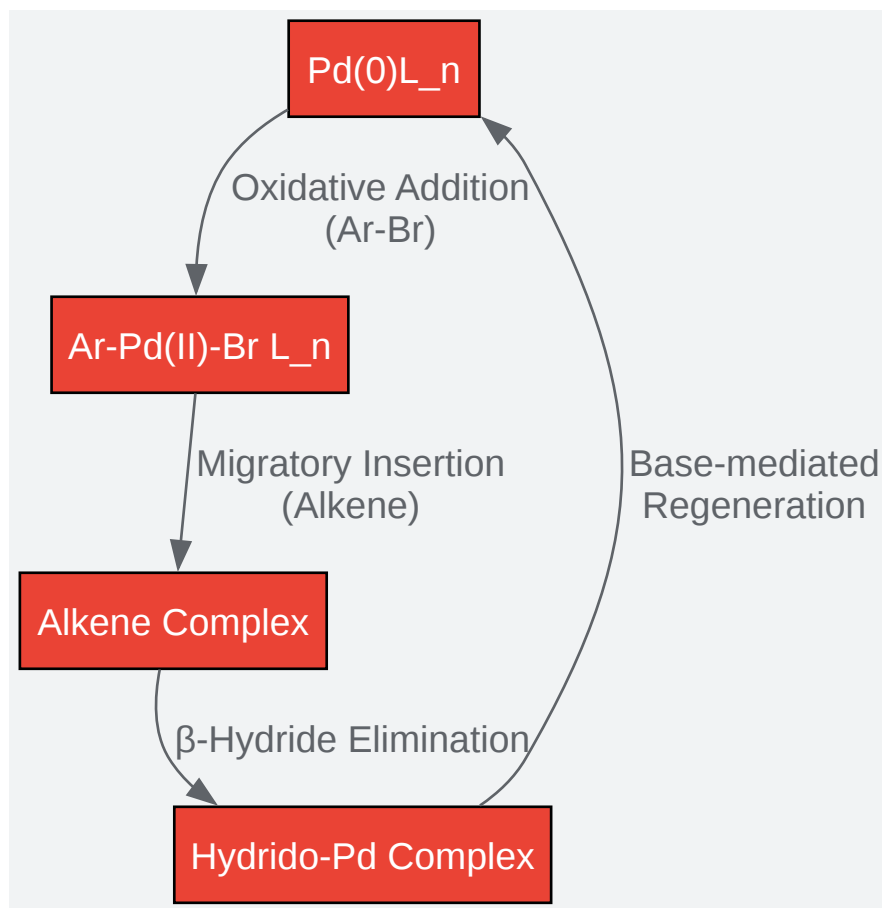 Pd(0)L_n
Oxidative Addition
(Ar-Br)
Ar-Pd(II)-Br L_n
Migratory Insertion
(Alkene)
Base-mediated
Regeneration
Alkene Complex
β-Hydride Elimination
Hydrido-Pd Complex